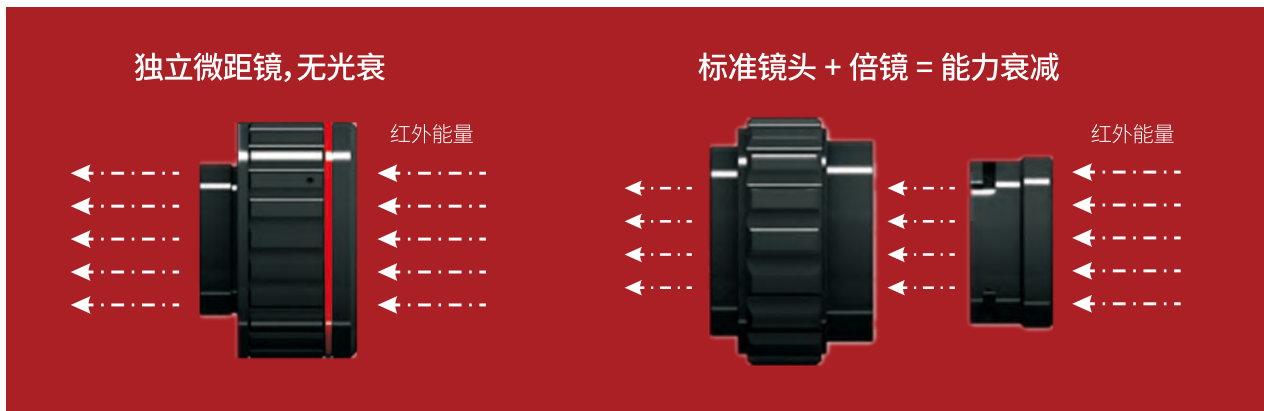 独立微距镜，无光衰
标准镜头 + 倍镜 = 能力衰减
红外能量
红外能量